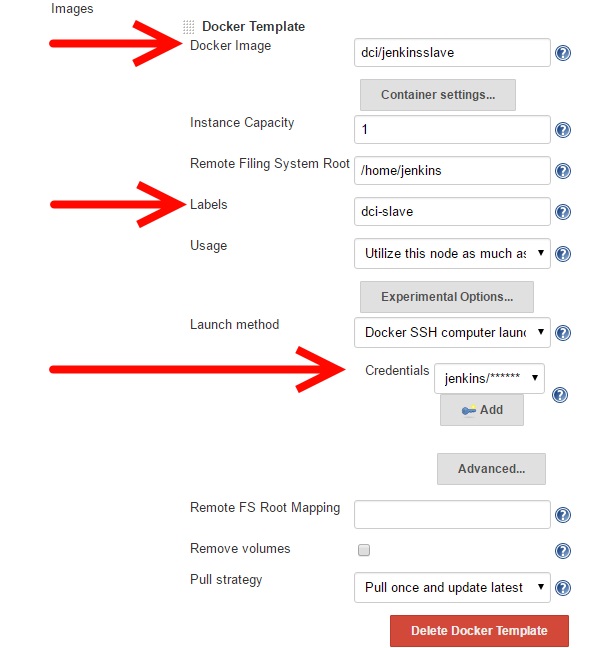 Images
Docker Template
Docker Image dci/jenkinsslave
Container settings...
Instance Capacity 1
Remote Filing System Root /home/jenkins
Labels dci-slave
Usage Utilize this node as much as
Experimental Options...
Launch method Docker SSH computer launc
Credentials jenkins/******
Add
Advanced...
Remote FS Root Mapping
Remove volumes
Pull strategy Pull once and update latest
Delete Docker Template